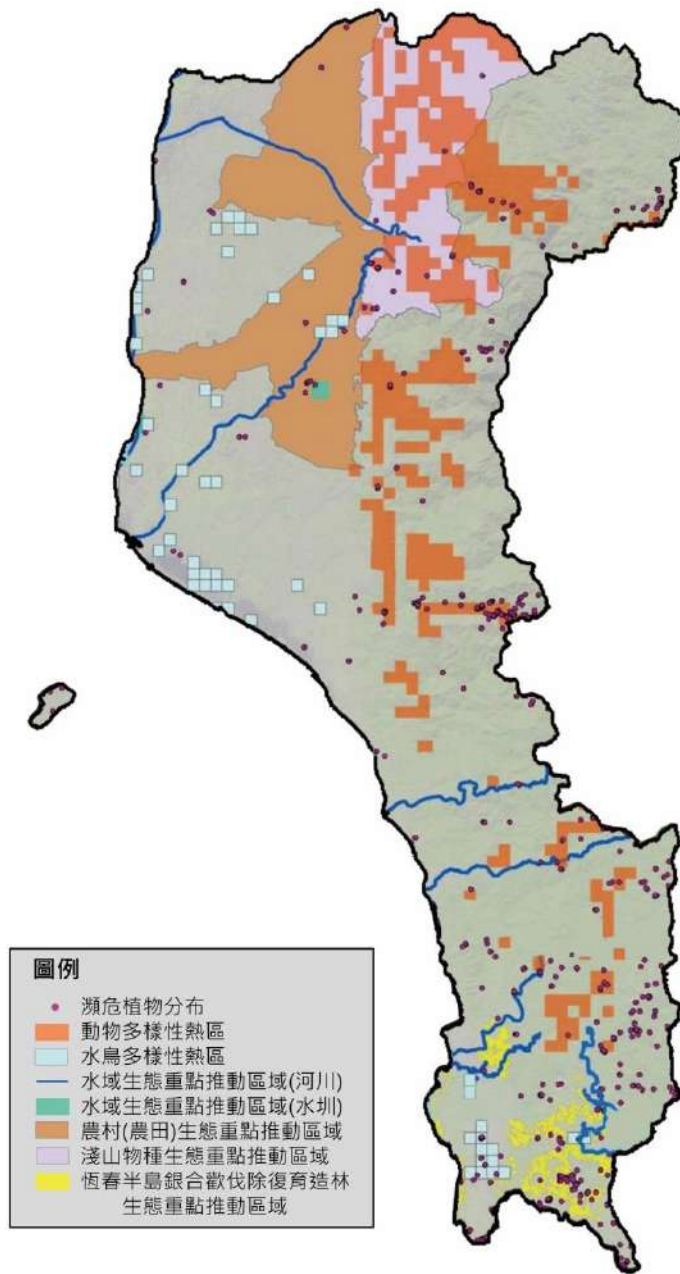 圖例
瀕危植物分布
動物多樣性熱區
水鳥多樣性熱區
水域生態重點推動區域(河川)
水域生態重點推動區域(水圳)
農村(農田)生態重點推動區域
淺山物種生態重點推動區域
恆春半島銀合歡伐除復育造林
生態重點推動區域